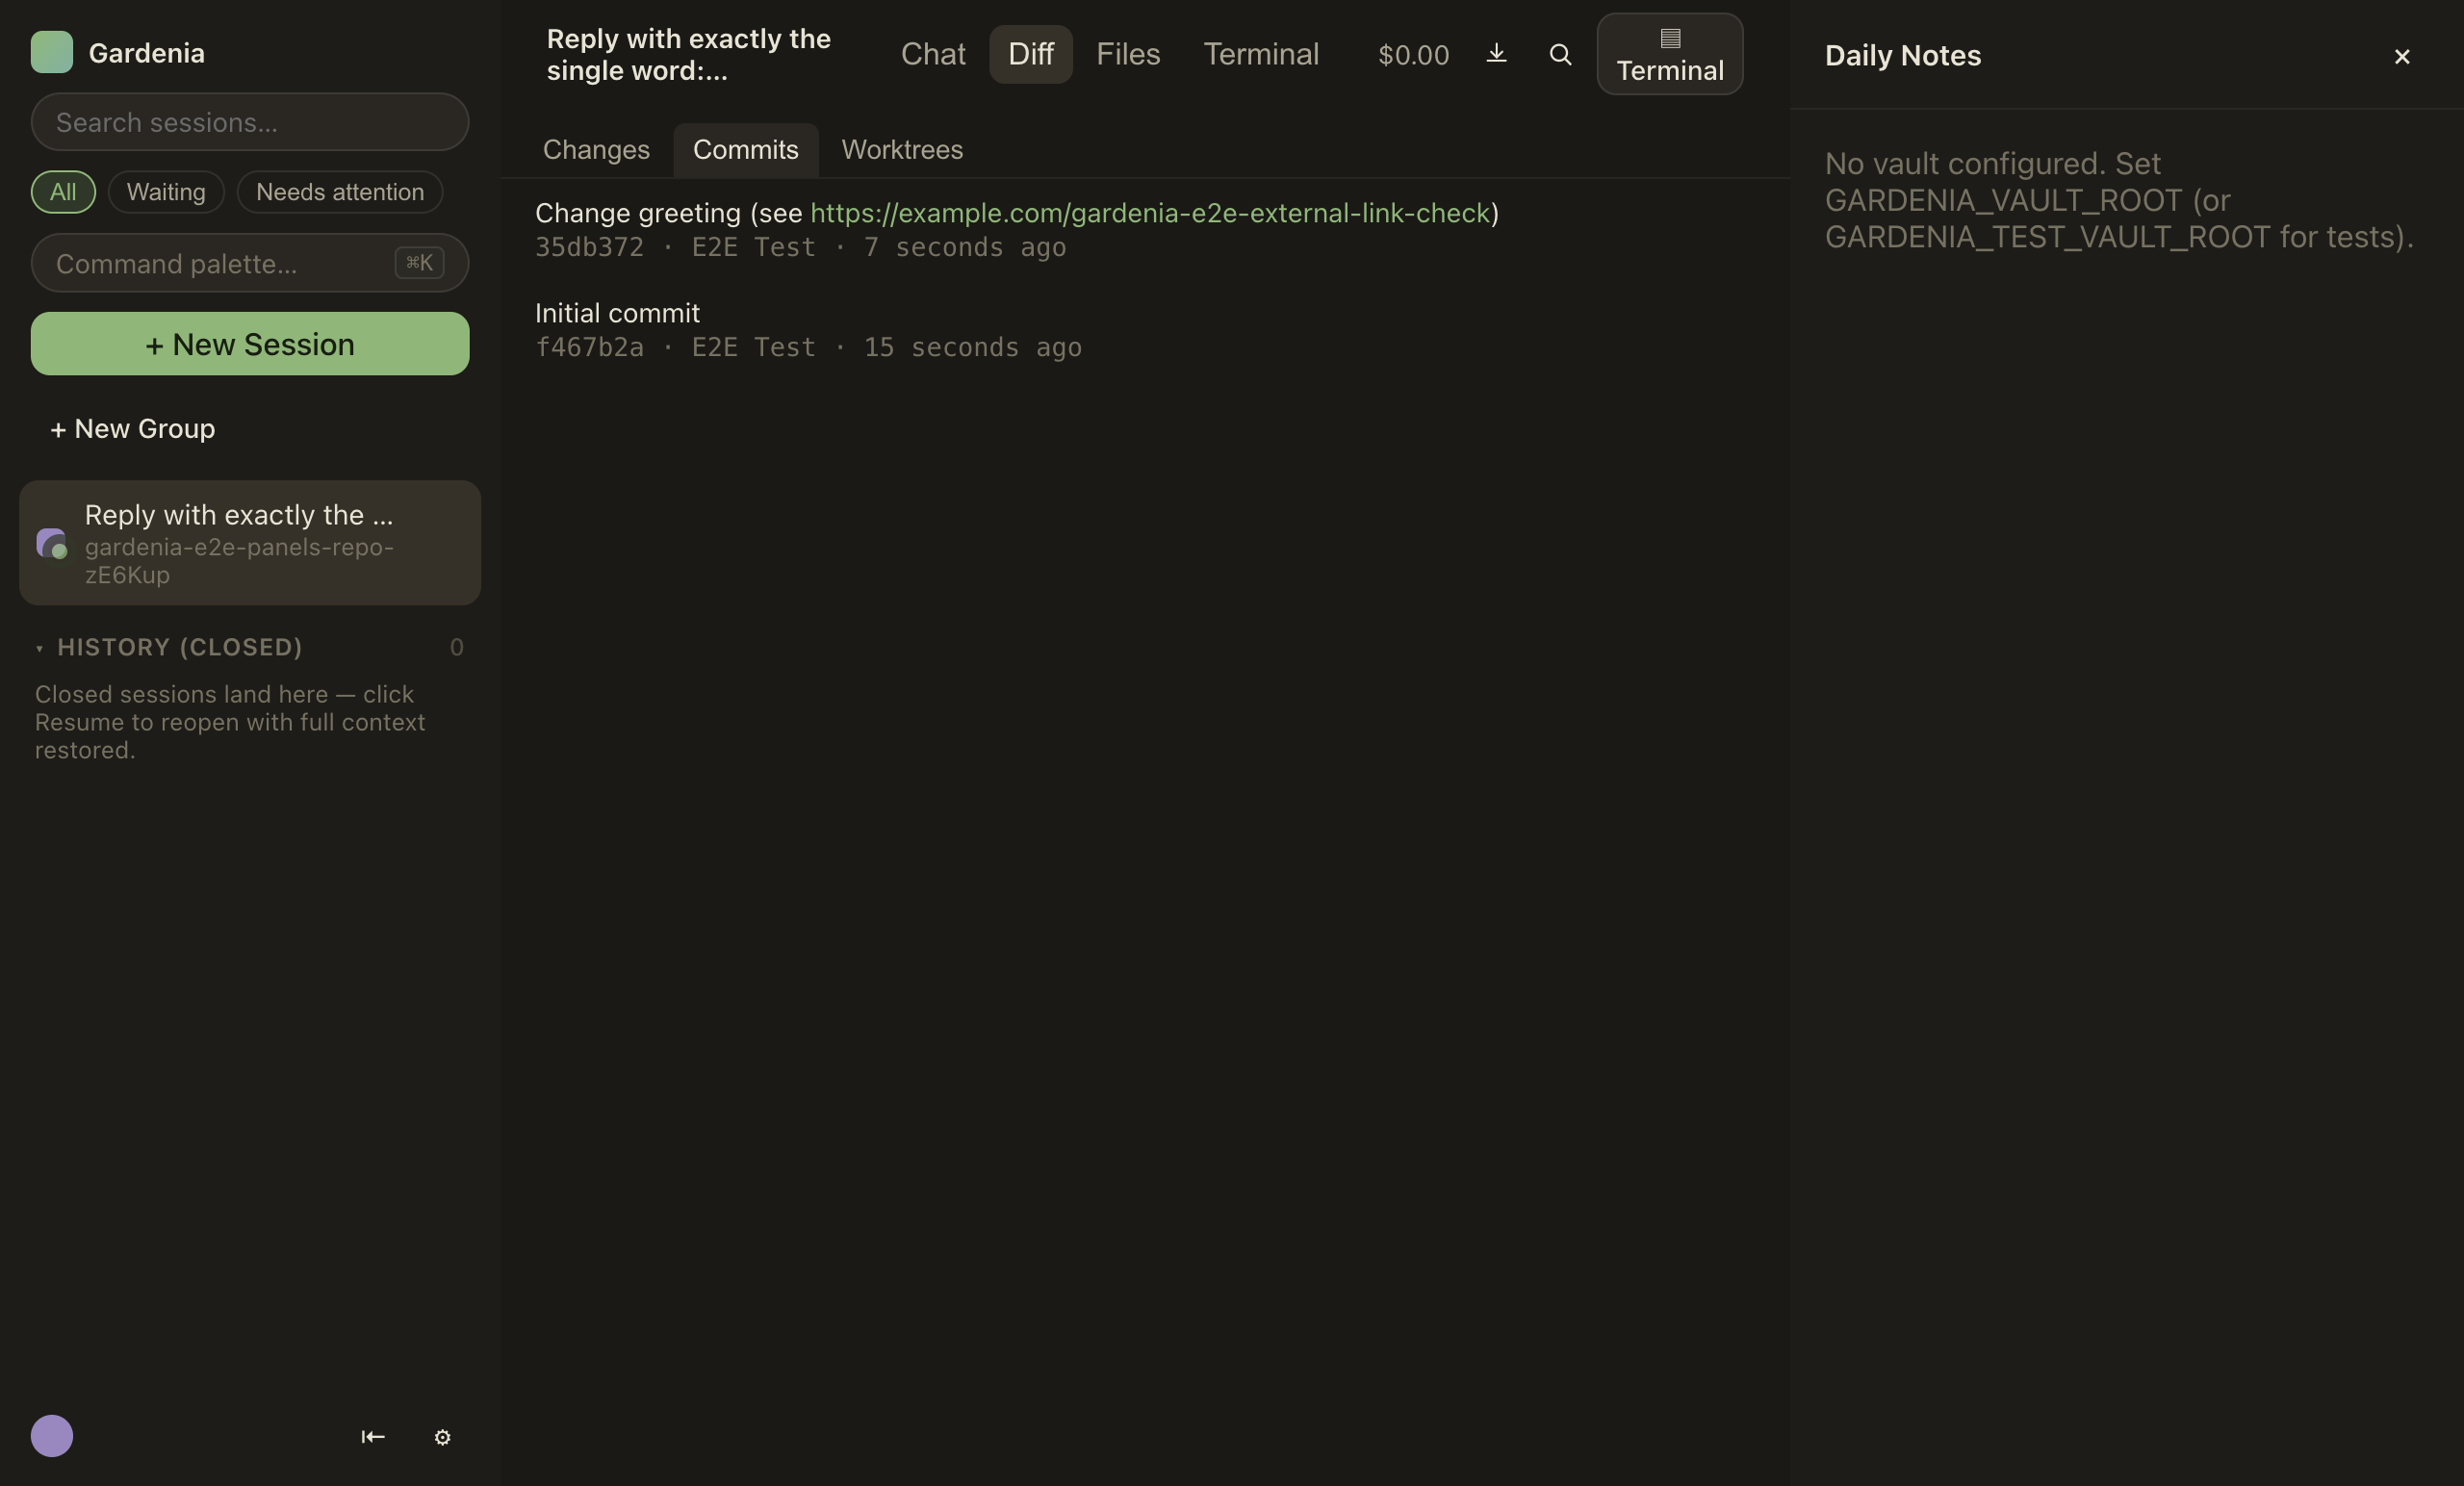 Gardenia
Search sessions...
All
Waiting
Needs attention
Command palette...
⌘K
+ New Session
+ New Group
Reply with exactly the ...
gardenia-e2e-panels-repo-
zE6Kup
▾ HISTORY (CLOSED) 0
Closed sessions land here — click
Resume to reopen with full context
restored.
Reply with exactly the
single word:...
Chat
Diff
Files
Terminal
$0.00
Terminal
Changes
Commits
Worktrees
Change greeting (see https://example.com/gardenia-e2e-external-link-check)
35db372 · E2E Test · 7 seconds ago
Initial commit
f467b2a · E2E Test · 15 seconds ago
Daily Notes
No vault configured. Set
GARDENIA_VAULT_ROOT (or
GARDENIA_TEST_VAULT_ROOT for tests).